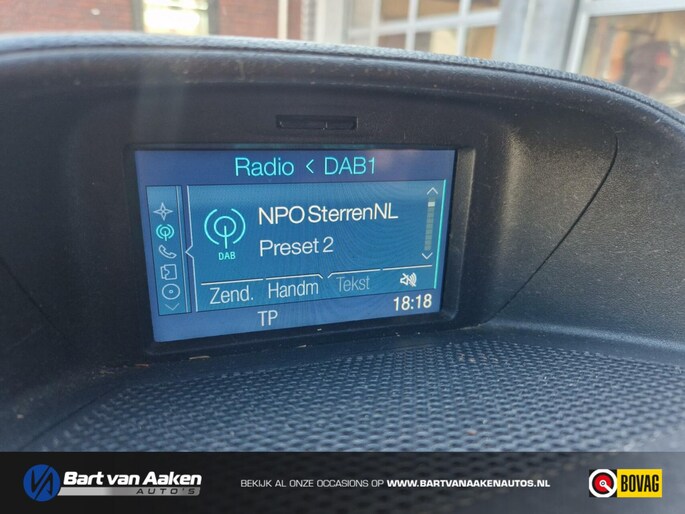 Radio < DAB1
NPO SterrenNL
DAB
Preset 2
Zend. Handm Tekst
TP 18:18
Bart van Aaken
AUTO'S
BEKIJK AL ONZE OCCASIONS OP WWW.BARTVANAAKENAUTOS.NL
BOVAG